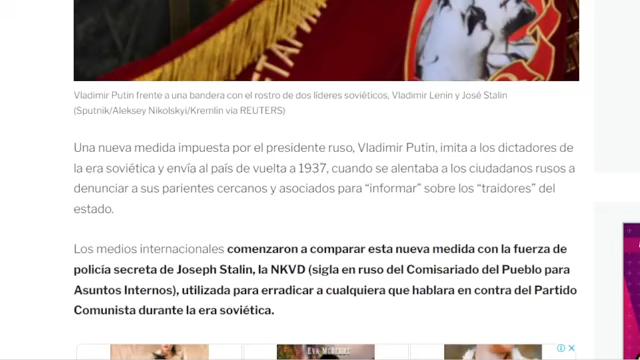 Vladimir Putin frente a una bandera con el rostro de dos líderes soviéticos, Vladimir Lenin y José Stalin
(Sputnik/Aleksey Nikolskyi/Kremlin via REUTERS)
Una nueva medida impuesta por el presidente ruso, Vladimir Putin, imita a los dictadores de
la era soviética y envía al país de vuelta a 1937, cuando se alentaba a los ciudadanos rusos a
denunciar a sus parientes cercanos y asociados para “informar” sobre los “traidores” del
estado.
Los medios internacionales comenzaron a comparar esta nueva medida con la fuerza de
policía secreta de Joseph Stalin, la NKVD (sigla en ruso del Comisariado del Pueblo para
Asuntos Internos), utilizada para erradicar a cualquiera que hablara en contra del Partido
Comunista durante la era soviética.